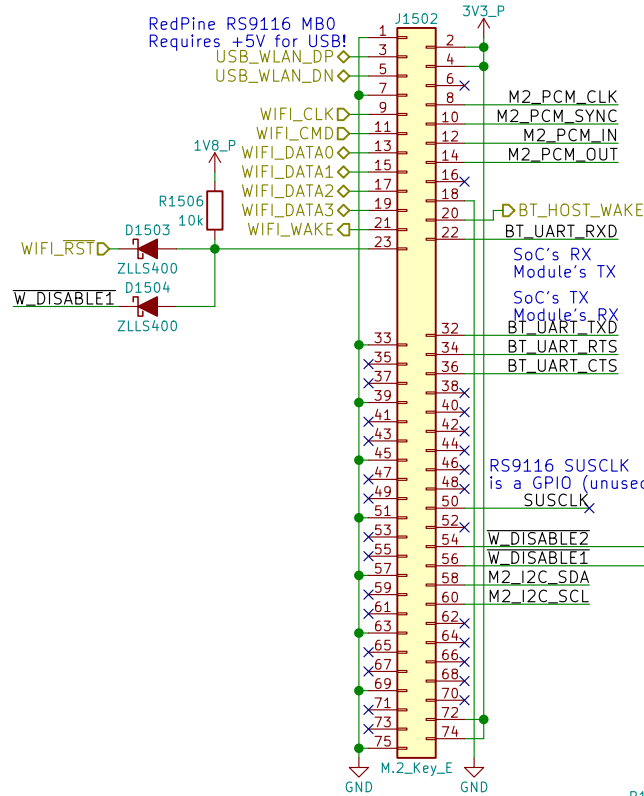 RedPine RS9116 MB0
Requires +5V for USB!
J1502
3V3_P
1
2
USB_WLAN_DP
3
4
USB_WLAN_DN
5
6
7
8
M2_PCM_CLK
WIFI_CLK
9
10
M2_PCM_SYNC
WIFI_CMD
11
12
M2_PCM_IN
1V8_P
WIFI_DATA0
13
14
M2_PCM_OUT
WIFI_DATA1
15
16
WIFI_DATA2
17
18
R1506
10k
WIFI_DATA3
19
20
BT_HOST_WAKE
WIFI_WAKE
21
22
BT_UART_RXD
D1503
WIFI_RST
23
ZLLS400
SoC's RX
Module's TX
D1504
W_DISABLE1
ZLLS400
SoC's TX
Module's RX
32
BT_UART_TXD
33
34
BT_UART_RTS
35
36
BT_UART_CTS
37
38
39
40
41
42
43
44
45
46
RS9116 SUSCLK
is a GPIO (unused
47
48
49
50
SUSCLK
51
52
53
54
W_DISABLE2
55
56
W_DISABLE1
57
58
M2_I2C_SDA
59
60
M2_I2C_SCL
61
62
63
64
65
66
67
68
69
70
71
72
73
74
75
M.2_Key_E
GND
GND